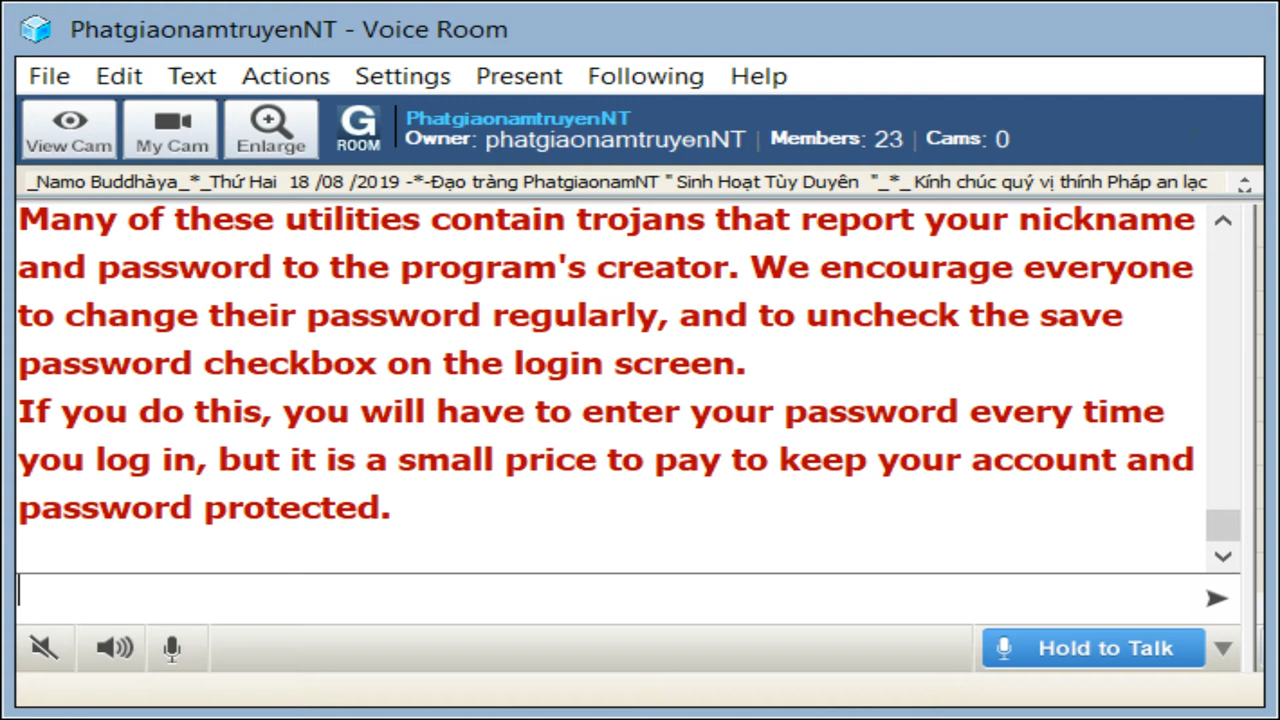 PhatgiaonamtruyenNT - Voice Room
File Edit Text Actions Settings Present Following Help
View Cam My Cam Enlarge G ROOM
PhatgiaonamtruyenNT
Owner: phatgiaonamtruyenNT | Members: 23 | Cams: 0
_Namo Buddhàya_*_Thứ Hai 18 /08 /2019 -*-Đạo tràng PhatgiaonamNT " Sinh Hoạt Tùy Duyên "_*_ Kính chúc quý vị thính Pháp an lạc
Many of these utilities contain trojans that report your nickname
and password to the program's creator. We encourage everyone
to change their password regularly, and to uncheck the save
password checkbox on the login screen.
If you do this, you will have to enter your password every time
you log in, but it is a small price to pay to keep your account and
password protected.
Hold to Talk